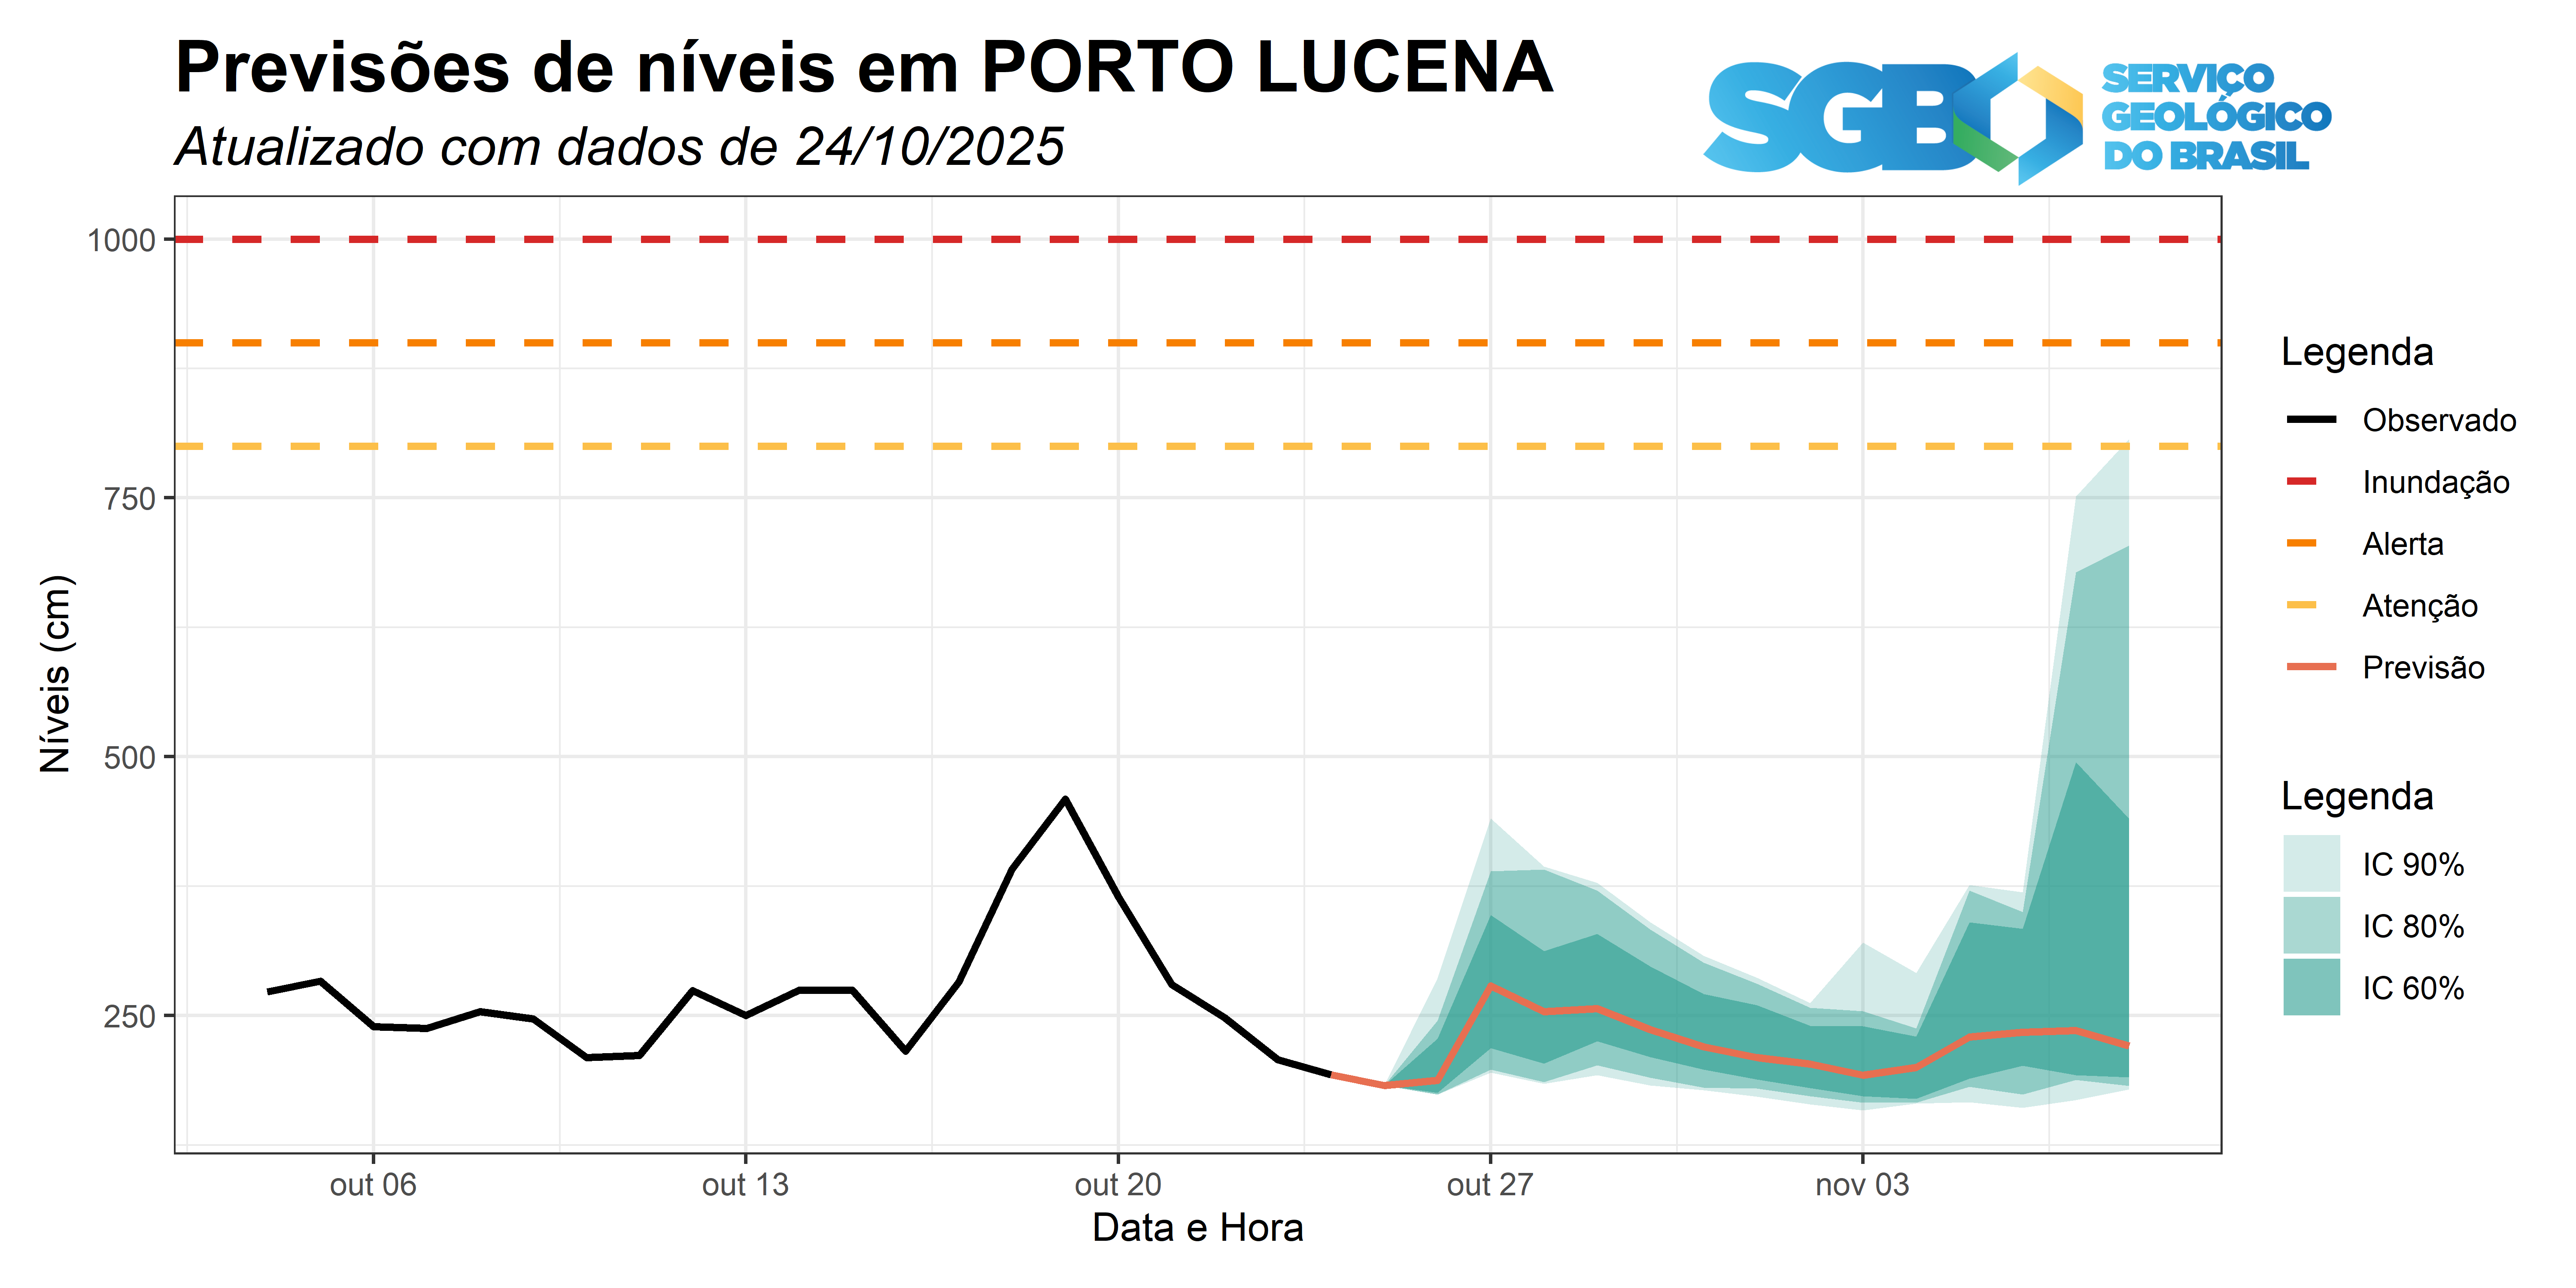 Previsões de níveis em PORTO LUCENA
Atualizado com dados de 24/10/2025
SGB
SERVIÇO
GEOLÓGICO
DO BRASIL
1000
750
500
250
Níveis (cm)
out 06
out 13
out 20
out 27
nov 03
Data e Hora
Legenda
Observado
Inundação
Alerta
Atenção
Previsão
Legenda
IC 90%
IC 80%
IC 60%